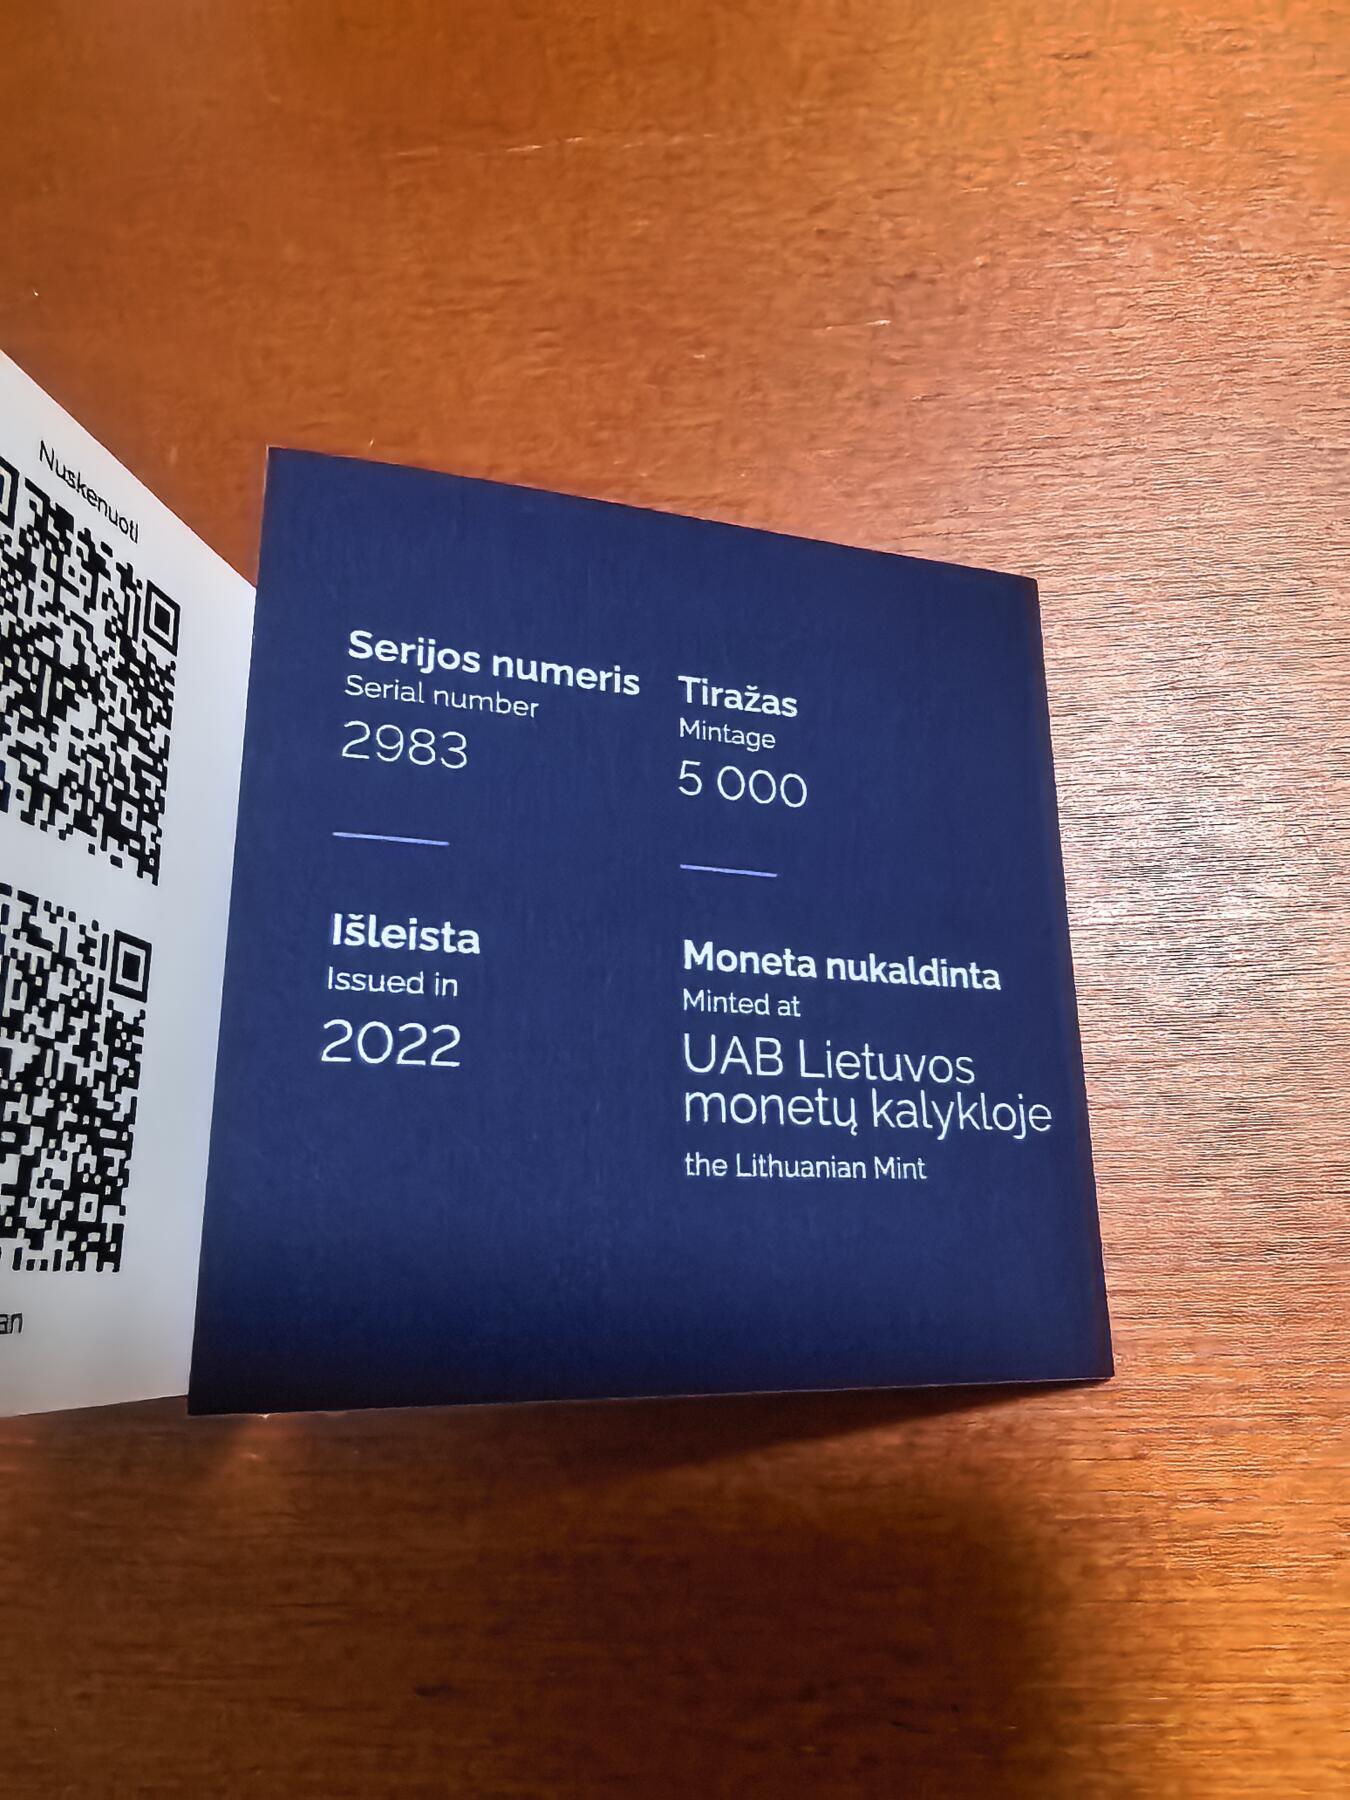 Nuskenuoti
Serijos numeris
Serial number
2983
Tiražas
Mintage
5 000
Išleista
Issued in
2022
Moneta nukaldinta
Minted at
UAB Lietuvos
monetų kalykloje
the Lithuanian Mint